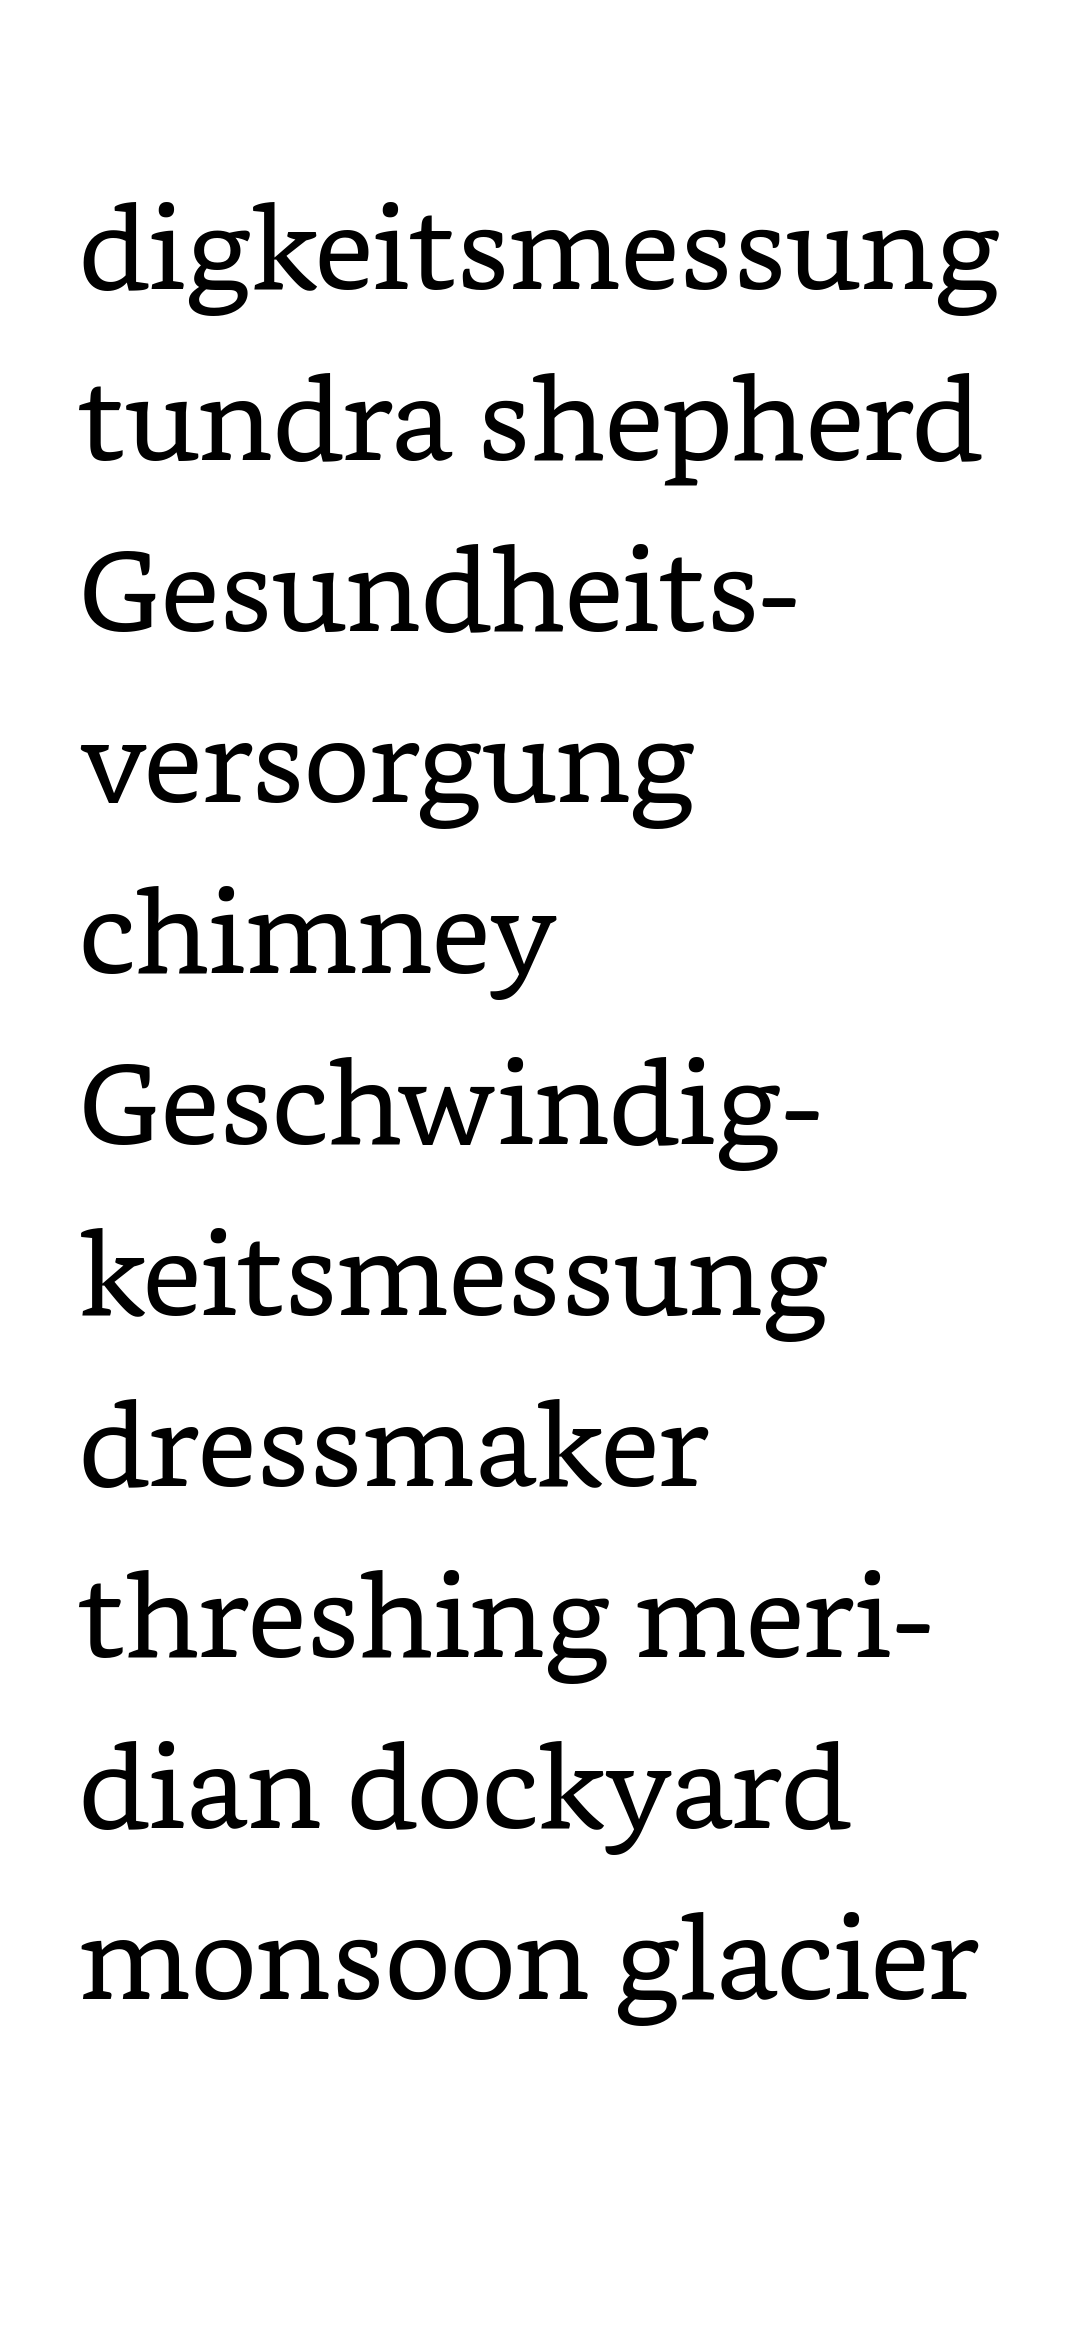 digkeitsmessung
tundra shepherd
Gesundheits-
versorgung
chimney
Geschwindig-
keitsmessung
dressmaker
threshing meri-
dian dockyard
monsoon glacier